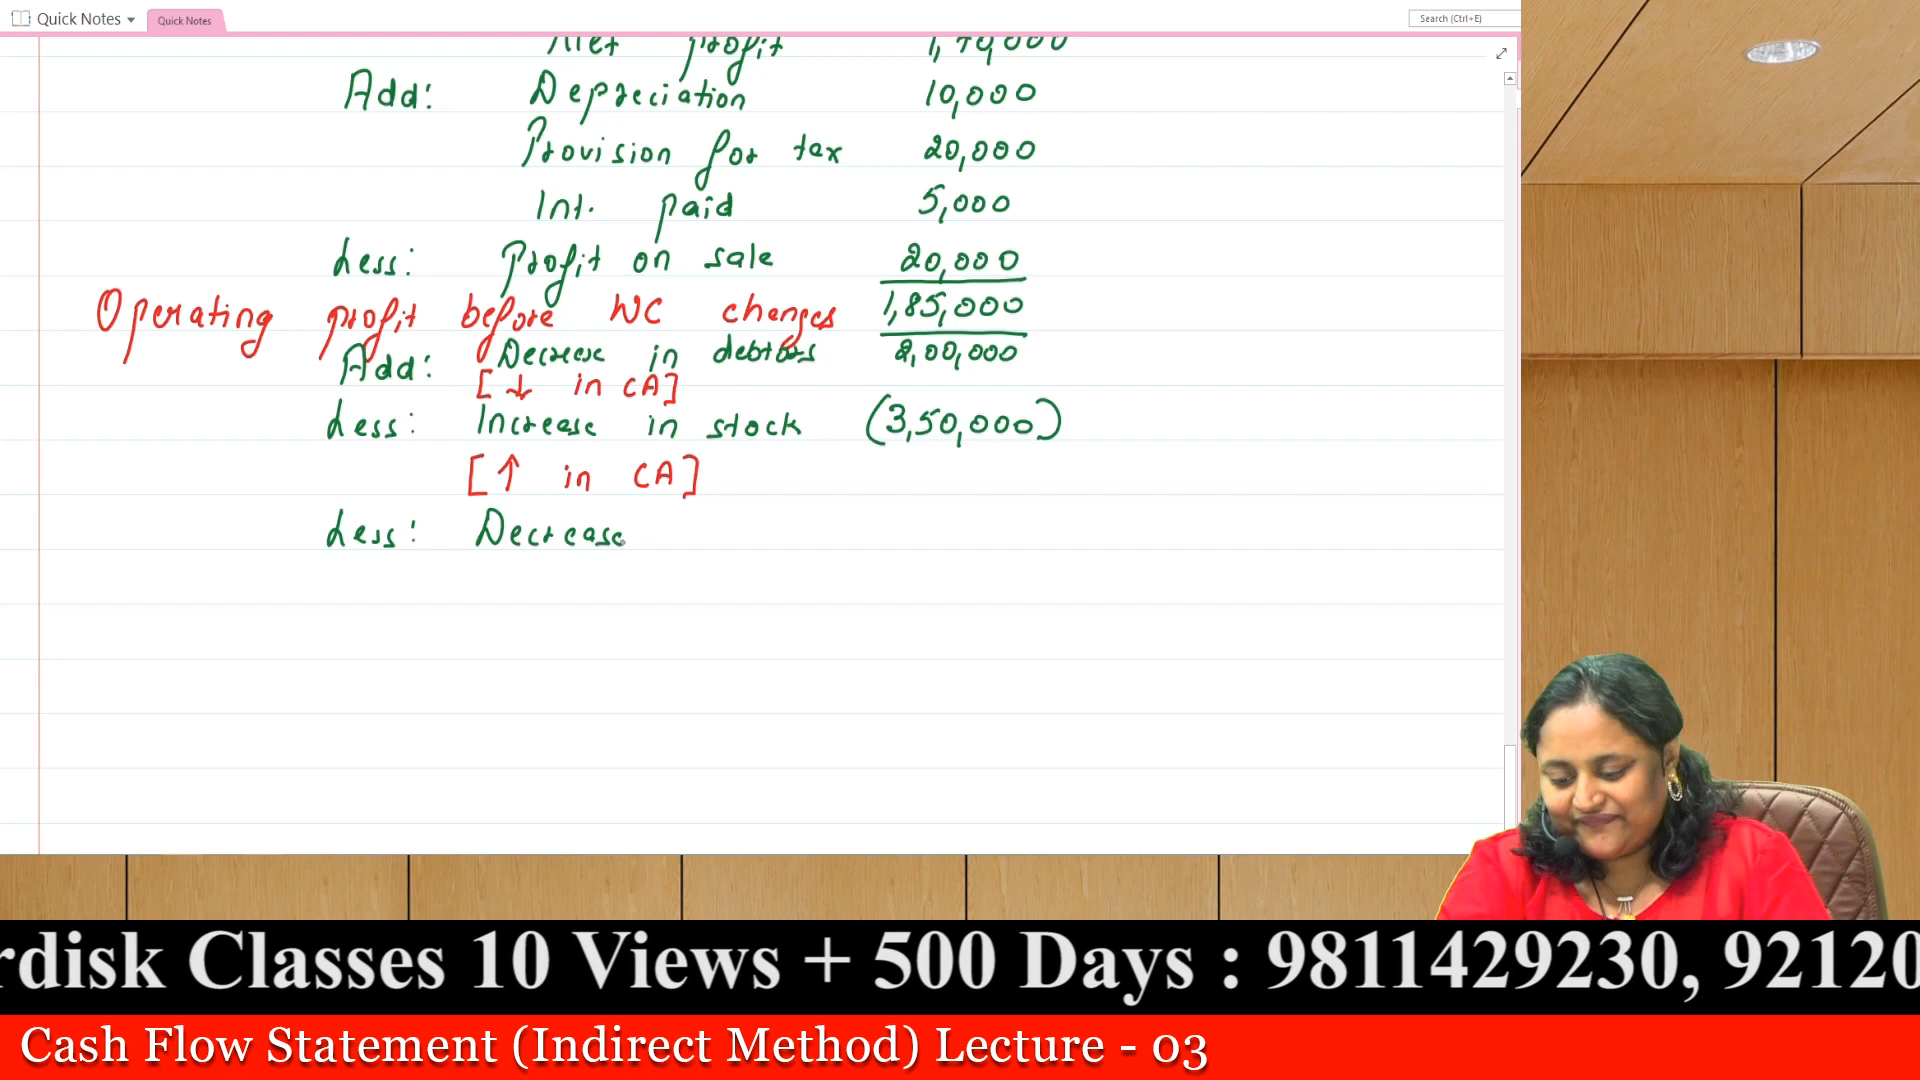 Quick Notes
Quick Notes
Search (Ctrl+E)
Net profit
Add: Depreciation 10,000
Provision for tax 20,000
Int. paid 5,000
Less: Profit on sale 20,000
Operating profit before WC changes 1,85,000
Add: Decrease in debtors 2,00,000
[↓ in CA]
Less: Increase in stock (3,50,000)
[↑ in CA]
Less: Decrease
rdisk Classes 10 Views + 500 Days : 9811429230, 92120
Cash Flow Statement (Indirect Method) Lecture - 03